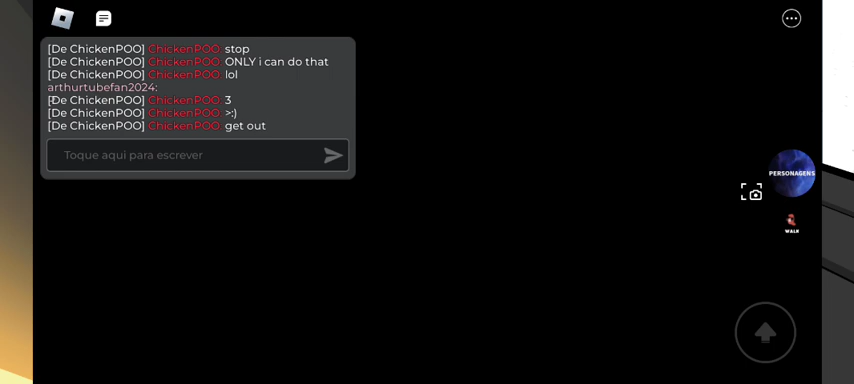 [De ChickenPOO] ChickenPOO: stop
[De ChickenPOO] ChickenPOO: ONLY i can do that
[De ChickenPOO] ChickenPOO: lol
arthurtubefan2024:
[De ChickenPOO] ChickenPOO: 3
[De ChickenPOO] ChickenPOO: >:)
[De ChickenPOO] ChickenPOO: get out
Toque aqui para escrever
PERSONAGENS
WALK